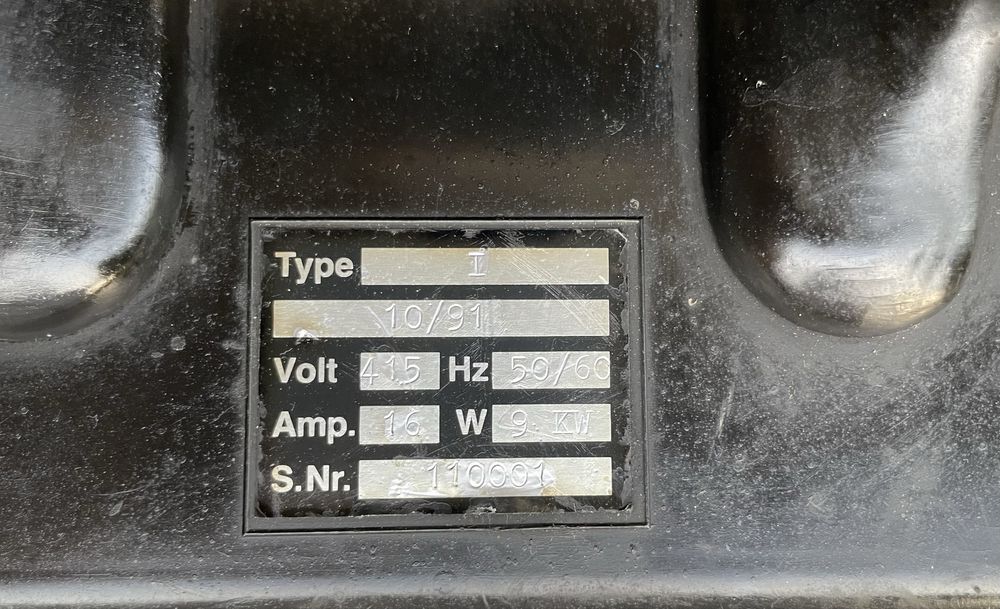 Type I
10/91
Volt 415 Hz 50/60
Amp. 16 W 9 KW
S.Nr. 110001